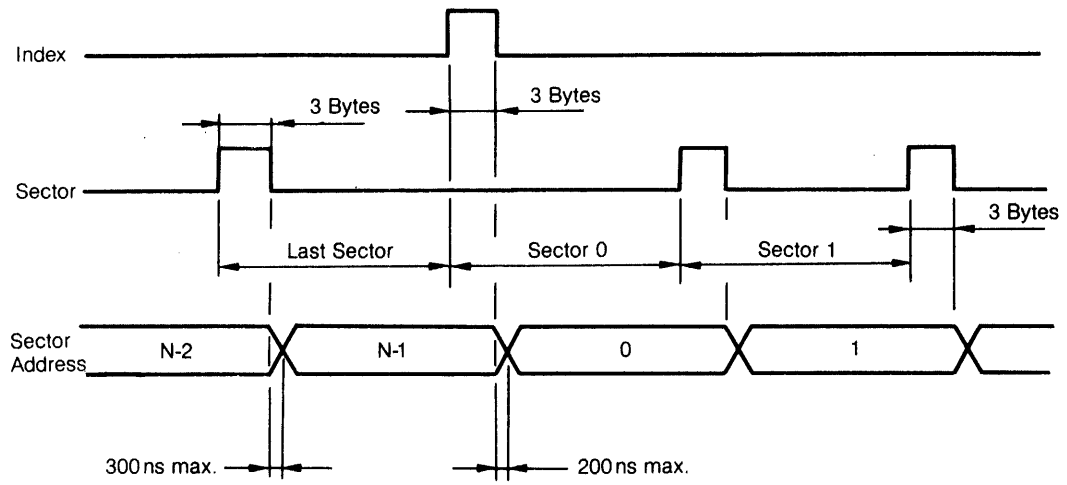 Index
3 Bytes
3 Bytes
Sector
3 Bytes
Last Sector
Sector 0
Sector 1
Sector
Address
N-2
N-1
0
1
300 ns max.
200 ns max.